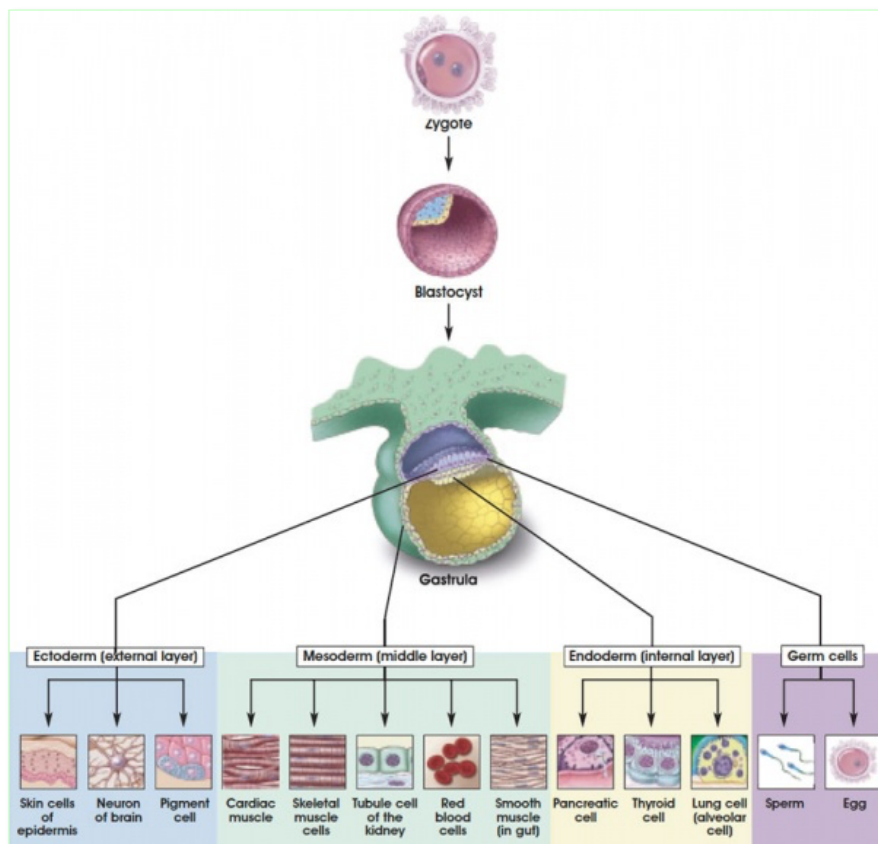 Zygote
Blastocyst
Gastrula
Ectoderm (external layer)
Mesoderm (middle layer)
Endoderm (internal layer)
Germ cells
Skin cells
of
epidermis
Neuron
of brain
Pigment
cell
Cardiac
muscle
Skeletal
muscle
cells
Tubule cell
of the
kidney
Red
blood
cells
Smooth
muscle
(in gut)
Pancreatic
cell
Thyroid
cell
Lung cell
(alveolar
cell)
Sperm
Egg